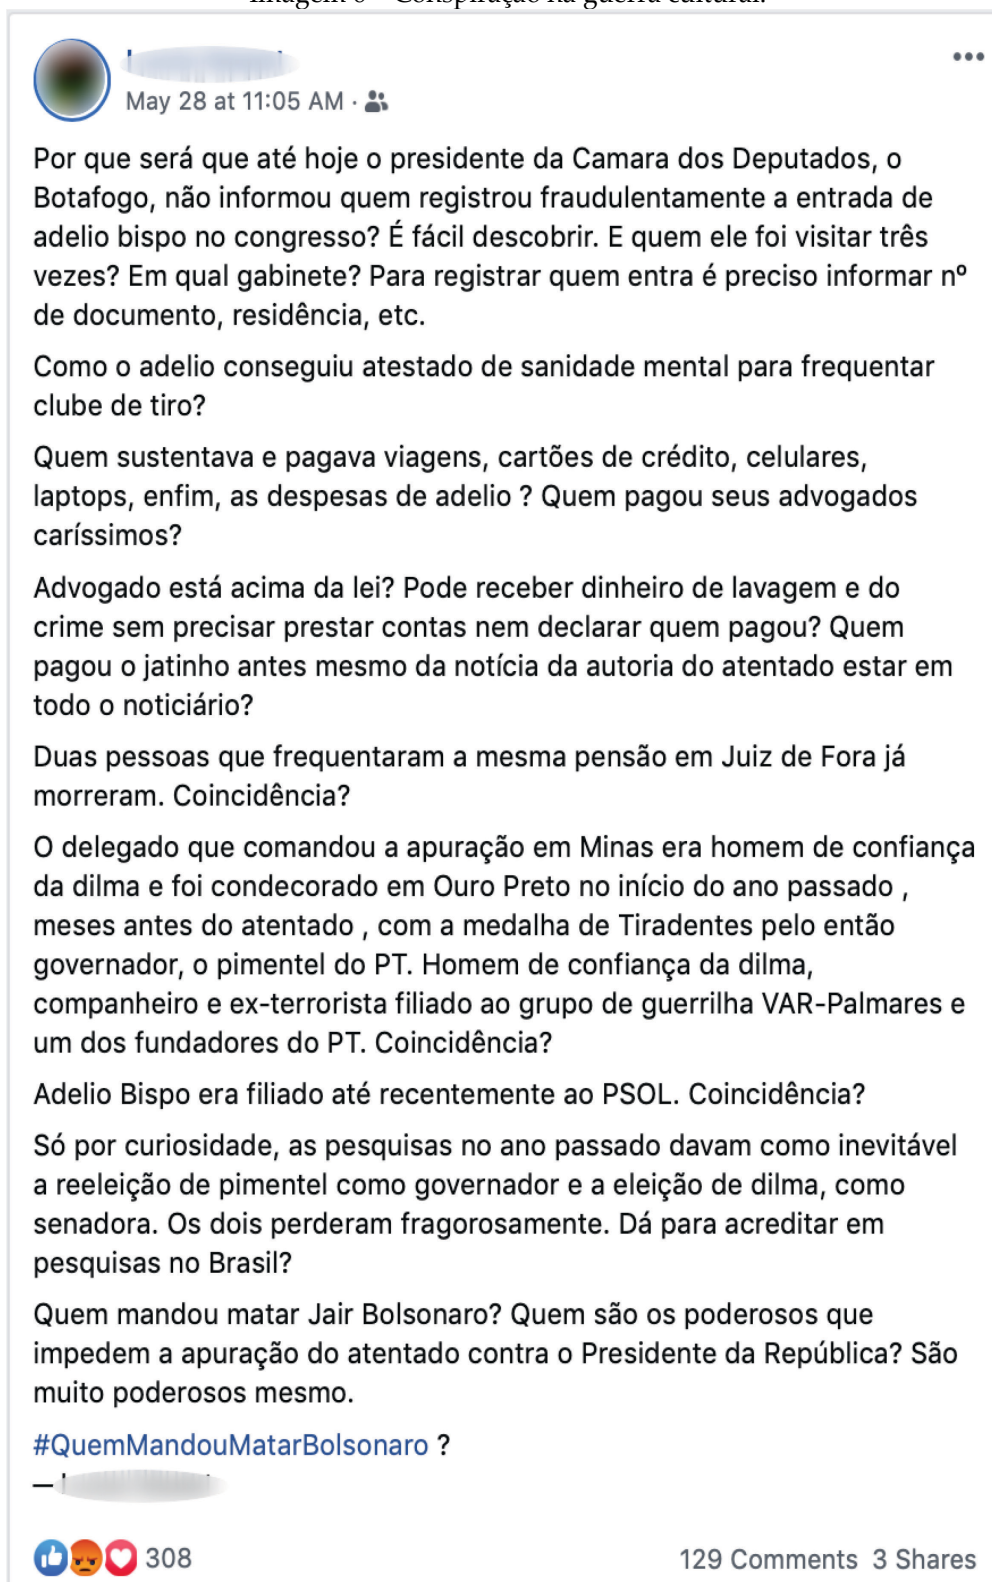 Imagem 6 – Conspiração na guerra cultural.
May 28 at 11:05 AM ·
Por que será que até hoje o presidente da Camara dos Deputados, o
Botafogo, não informou quem registrou fraudulentamente a entrada de
adelio bispo no congresso? É fácil descobrir. E quem ele foi visitar três
vezes? Em qual gabinete? Para registrar quem entra é preciso informar nº
de documento, residência, etc.
Como o adelio conseguiu atestado de sanidade mental para frequentar
clube de tiro?
Quem sustentava e pagava viagens, cartões de crédito, celulares,
laptops, enfim, as despesas de adelio ? Quem pagou seus advogados
caríssimos?
Advogado está acima da lei? Pode receber dinheiro de lavagem e do
crime sem precisar prestar contas nem declarar quem pagou? Quem
pagou o jatinho antes mesmo da notícia da autoria do atentado estar em
todo o noticiário?
Duas pessoas que frequentaram a mesma pensão em Juiz de Fora já
morreram. Coincidência?
O delegado que comandou a apuração em Minas era homem de confiança
da dilma e foi condecorado em Ouro Preto no início do ano passado ,
meses antes do atentado , com a medalha de Tiradentes pelo então
governador, o pimentel do PT. Homem de confiança da dilma,
companheiro e ex-terrorista filiado ao grupo de guerrilha VAR-Palmares e
um dos fundadores do PT. Coincidência?
Adelio Bispo era filiado até recentemente ao PSOL. Coincidência?
Só por curiosidade, as pesquisas no ano passado davam como inevitável
a reeleição de pimentel como governador e a eleição de dilma, como
senadora. Os dois perderam fragorosamente. Dá para acreditar em
pesquisas no Brasil?
Quem mandou matar Jair Bolsonaro? Quem são os poderosos que
impedem a apuração do atentado contra o Presidente da República? São
muito poderosos mesmo.
#QuemMandouMatarBolsonaro ?
—
308
129 Comments 3 Shares